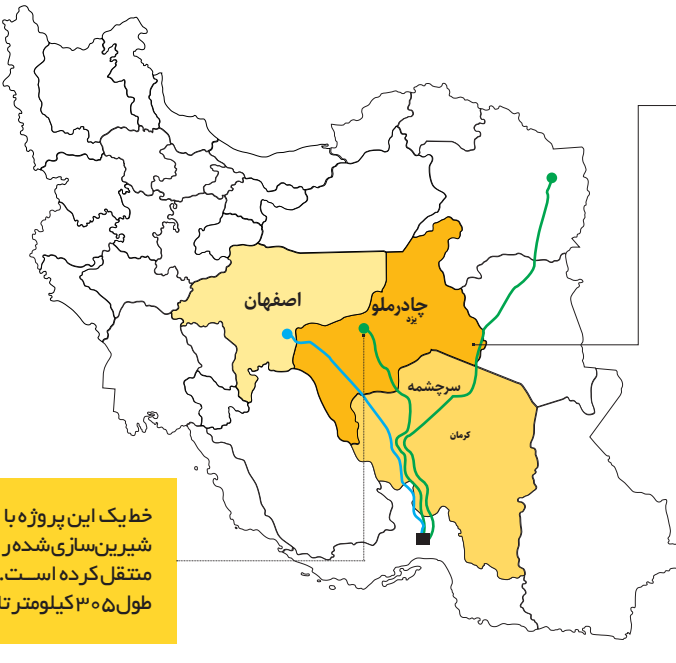 اصفهان
چادرملو
یزد
سرچشمه
کرمان
خط یک این پروژه با
شیرین‌سازی‌شده ر
منتقل کرده است.
طول ۳۰۵ کیلومتر تا